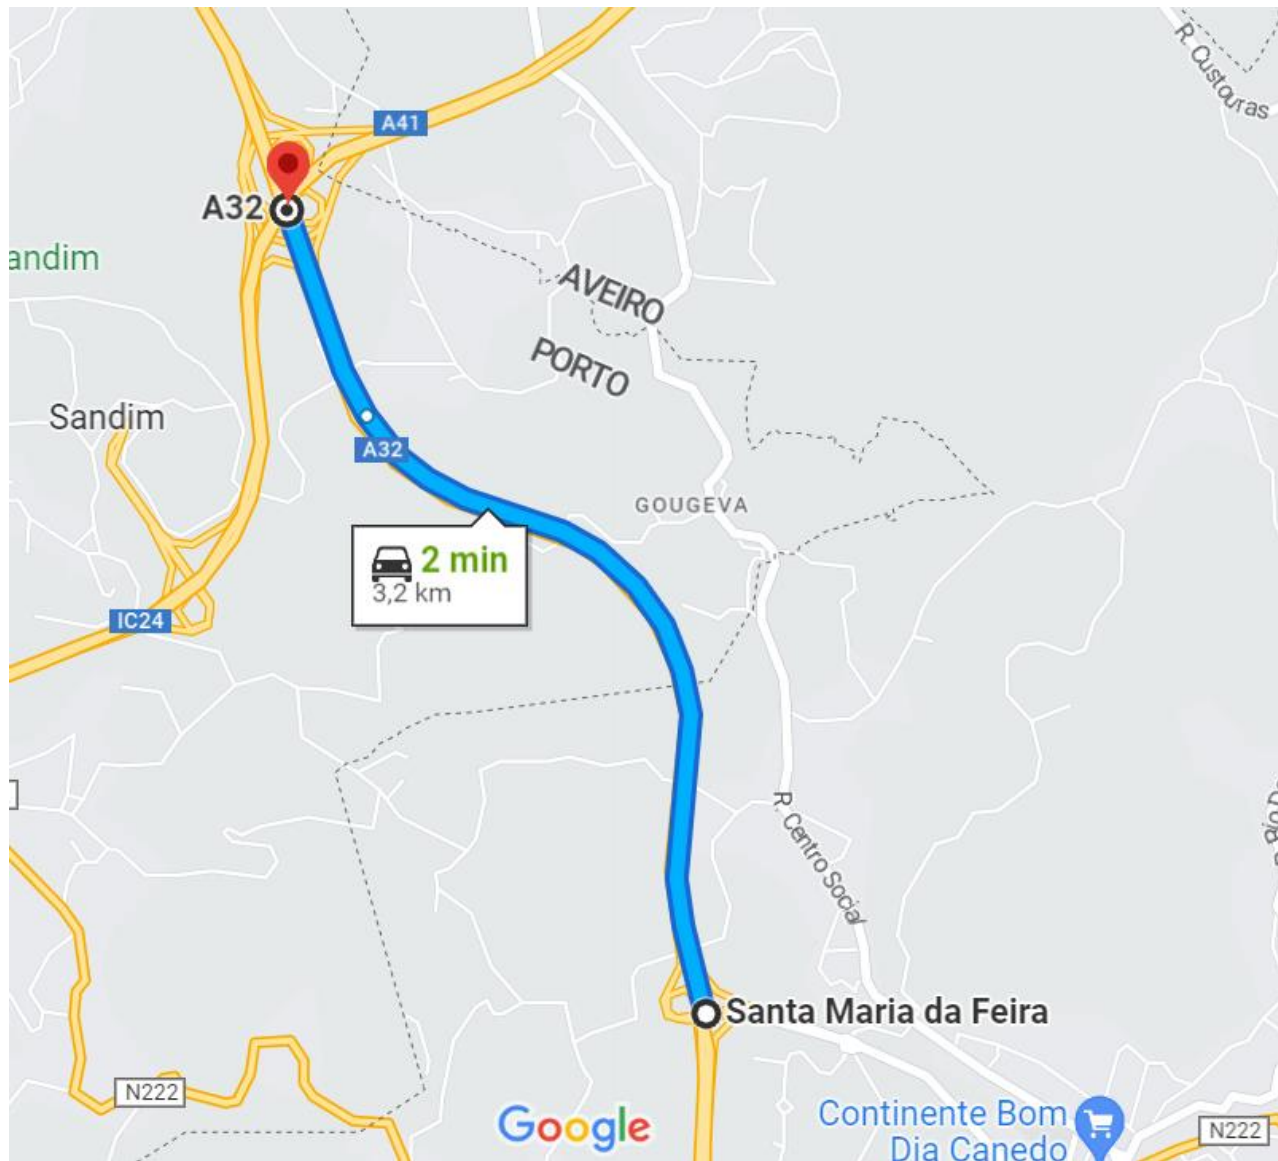 R. Custouras
A41
A32
andim
AVEIRO
PORTO
Sandim
A32
GOUGEVA
2 min
3,2 km
IC24
R. Centro Social
Santa Maria da Feira
N222
Google
Continente Bom
Dia Canedo
N222